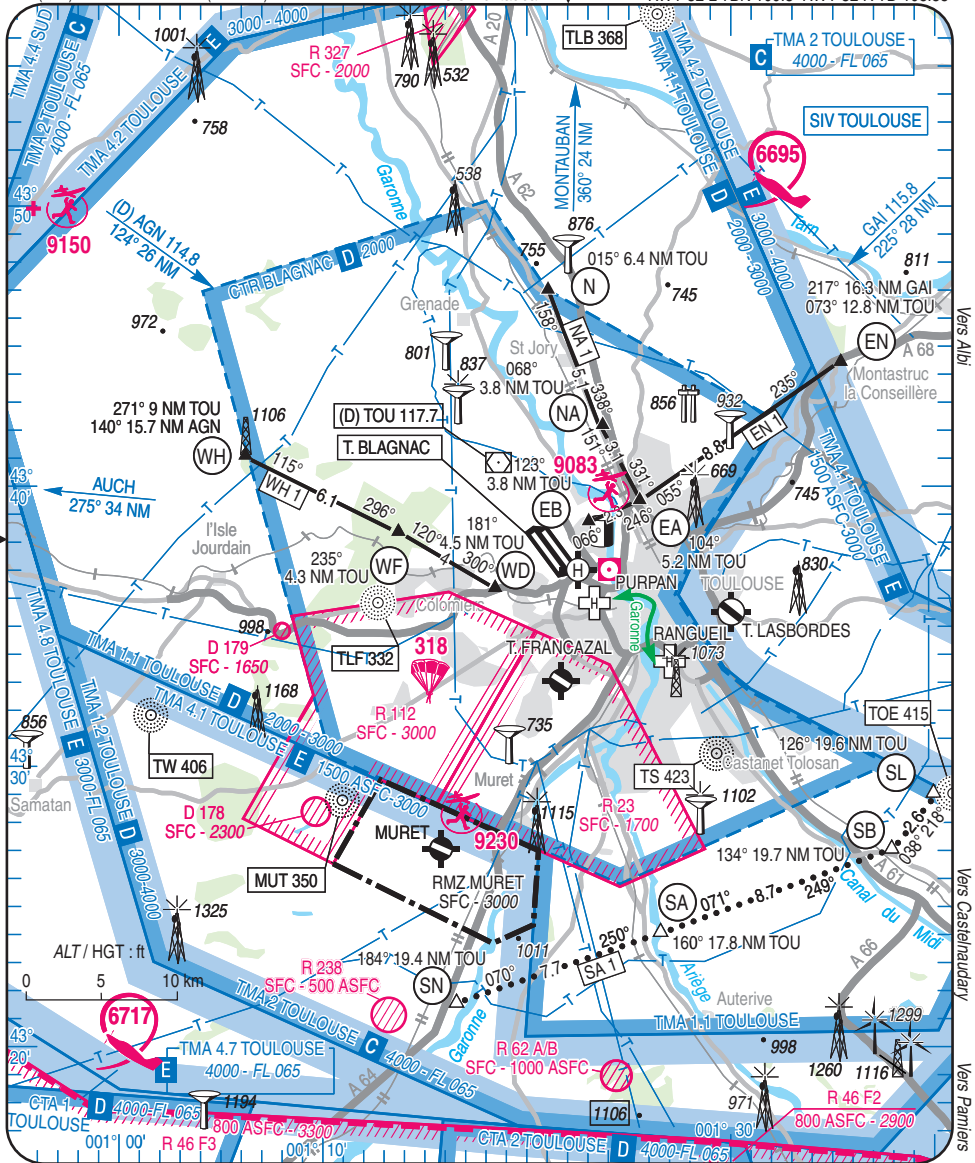 TMA 4.4 SUD
C
TMA 2 TOULOUSE
4000 - FL 065
TMA 4.2 TOULOUSE
E
3000 - 4000
1001
758
R 327
SFC - 2000
790
532
A 20
TLB 368
TMA 4.2 TOULOUSE
TMA 1.1 TOULOUSE
C
TMA 2 TOULOUSE
4000 - FL 065
SIV TOULOUSE
6695
MONTAUBAN
360° 24 NM
A 62
Garonne
538
43°
50'
9150
(D) AGN 114.8
124° 26 NM
CTR BLAGNAC D 2000
D
E
3000 - 4000
2000 - 3000
Tarn
GAI 115.8
225° 28 NM
811
876
755
015° 6.4 NM TOU
N
745
217° 16.3 NM GAI
073° 12.8 NM TOU
EN
A 68
Vers Albi
Montastruc
la Conseillère
972
Grenade
158°
NA 1
5.1
338°
801
837
St Jory
068°
3.8 NM TOU
NA
151°
3.1
331°
856
932
235°
EN 1
8.8
055°
669
745
271° 9 NM TOU
140° 15.7 NM AGN
1106
WH
(D) TOU 117.7
T. BLAGNAC
123°
3.8 NM TOU
9083
EB
2.3
246°
066°
EA
104°
5.2 NM TOU
TMA 4.1 TOULOUSE
1500 ASFC-3000
E
43°
40'
AUCH
275° 34 NM
115°
WH 1
6.1
296°
l'Isle
Jourdain
120°
4
300°
181°
4.5 NM TOU
WD
235°
4.3 NM TOU
WF
H
PURPAN
H
TOULOUSE
830
T. LASBORDES
Colomiers
Garonne
RANGUEIL
H
1073
998
D 179
SFC - 1650
TLF 332
318
T. FRANCAZAL
TMA 4.8 TOULOUSE
E
3000-FL 065
TMA 1.2 TOULOUSE
D
3000-4000
TMA 1.1 TOULOUSE
D
2000 - 3000
TMA 4.1 TOULOUSE
E
1500 ASFC-3000
1168
R 112
SFC - 3000
735
856
43°
30'
Samatan
TW 406
TOE 415
126° 19.6 NM TOU
SL
TS 423
Castanet Tolosan
Muret
1102
D 178
SFC - 2300
1115
R 23
SFC - 1700
9230
MURET
MUT 350
RMZ MURET
SFC - 3000
134° 19.7 NM TOU
SB
2.6
038°
218°
A 61
Canal du
Midi
Vers Castelnaudary
SA
071°
8.7
249°
160° 17.8 NM TOU
1325
ALT / HGT : ft
0 5 10 km
1011
184° 19.4 NM TOU
SN
070°
7.7
250°
SA 1
Ariège
A 66
R 238
SFC - 500 ASFC
TMA 2 TOULOUSE
C
4000 - FL 065
6717
43°
20'
E
TMA 4.7 TOULOUSE
4000 - FL 065
Garonne
Auterive
TMA 1.1 TOULOUSE
1299
998
1260
1116
R 62 A/B
SFC - 1000 ASFC
A 64
971
1106
R 46 F2
800 ASFC - 2900
Vers Pamiers
CTA 1
TOULOUSE
D
4000-FL 065
1194
R 46 F3
800 ASFC - 3300
001° 00'
001° 10'
001° 30'
CTA 2 TOULOUSE
D
4000-FL 065